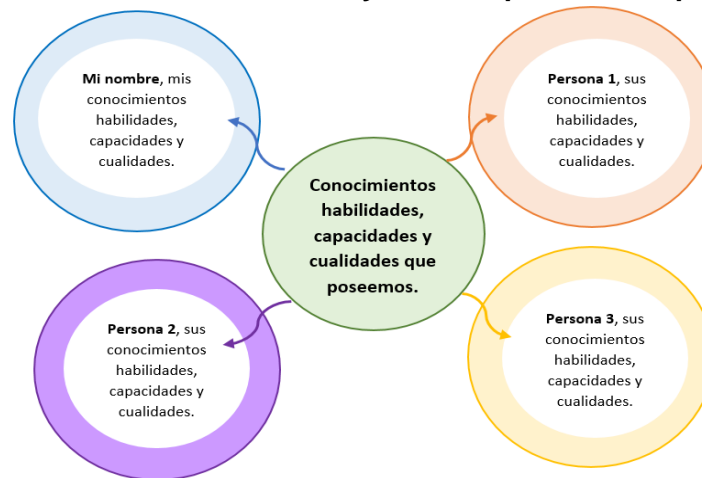 Mi nombre, mis
conocimientos
habilidades,
capacidades y
cualidades.
Persona 1, sus
conocimientos
habilidades,
capacidades y
cualidades.
Conocimientos
habilidades,
capacidades y
cualidades que
poseemos.
Persona 2, sus
conocimientos
habilidades,
capacidades y
cualidades.
Persona 3, sus
conocimientos
habilidades,
capacidades y
cualidades.